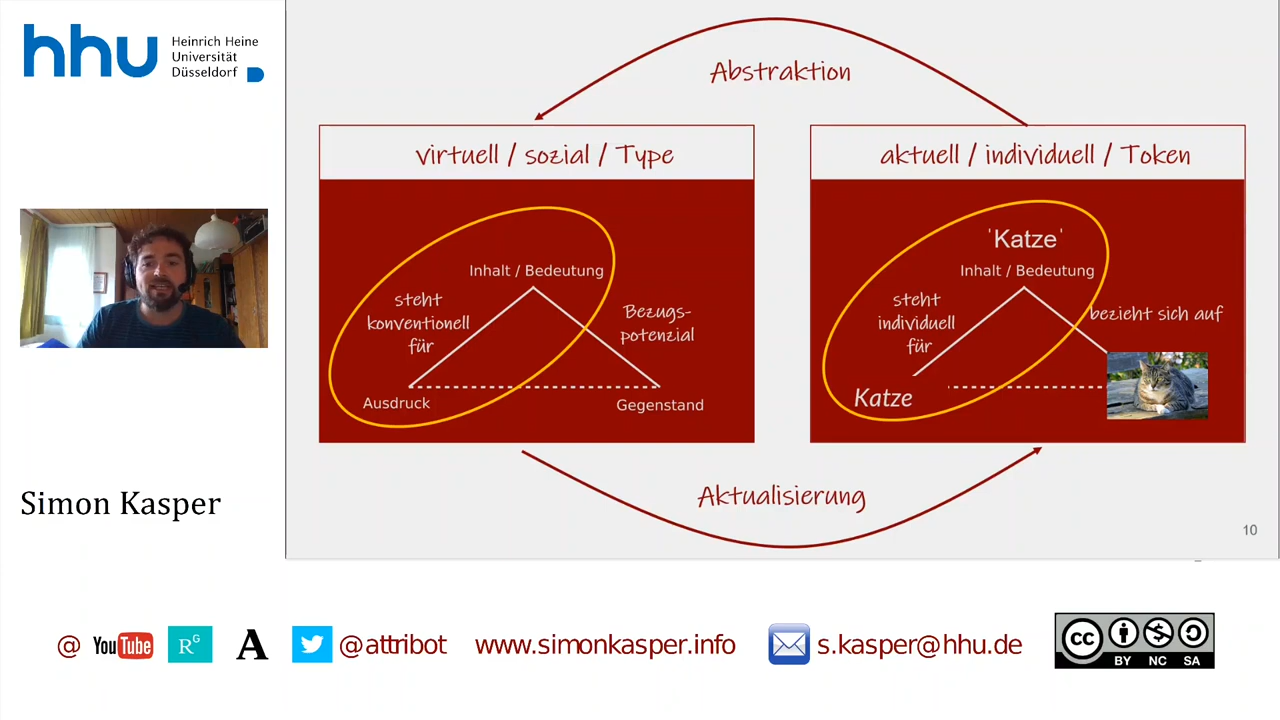 hhu
Heinrich Heine
Universität
Düsseldorf
Simon Kasper
Abstraktion
virtuell / sozial / Type
Inhalt / Bedeutung
steht
konventionell
für
Bezugs-
potenzial
Ausdruck
Gegenstand
aktuell / individuell / Token
'Katze'
Inhalt / Bedeutung
steht
individuell
für
bezieht sich auf
Katze
Aktualisierung
10
@ YouTube RG A @attribot www.simonkasper.info s.kasper@hhu.de
cc BY NC SA